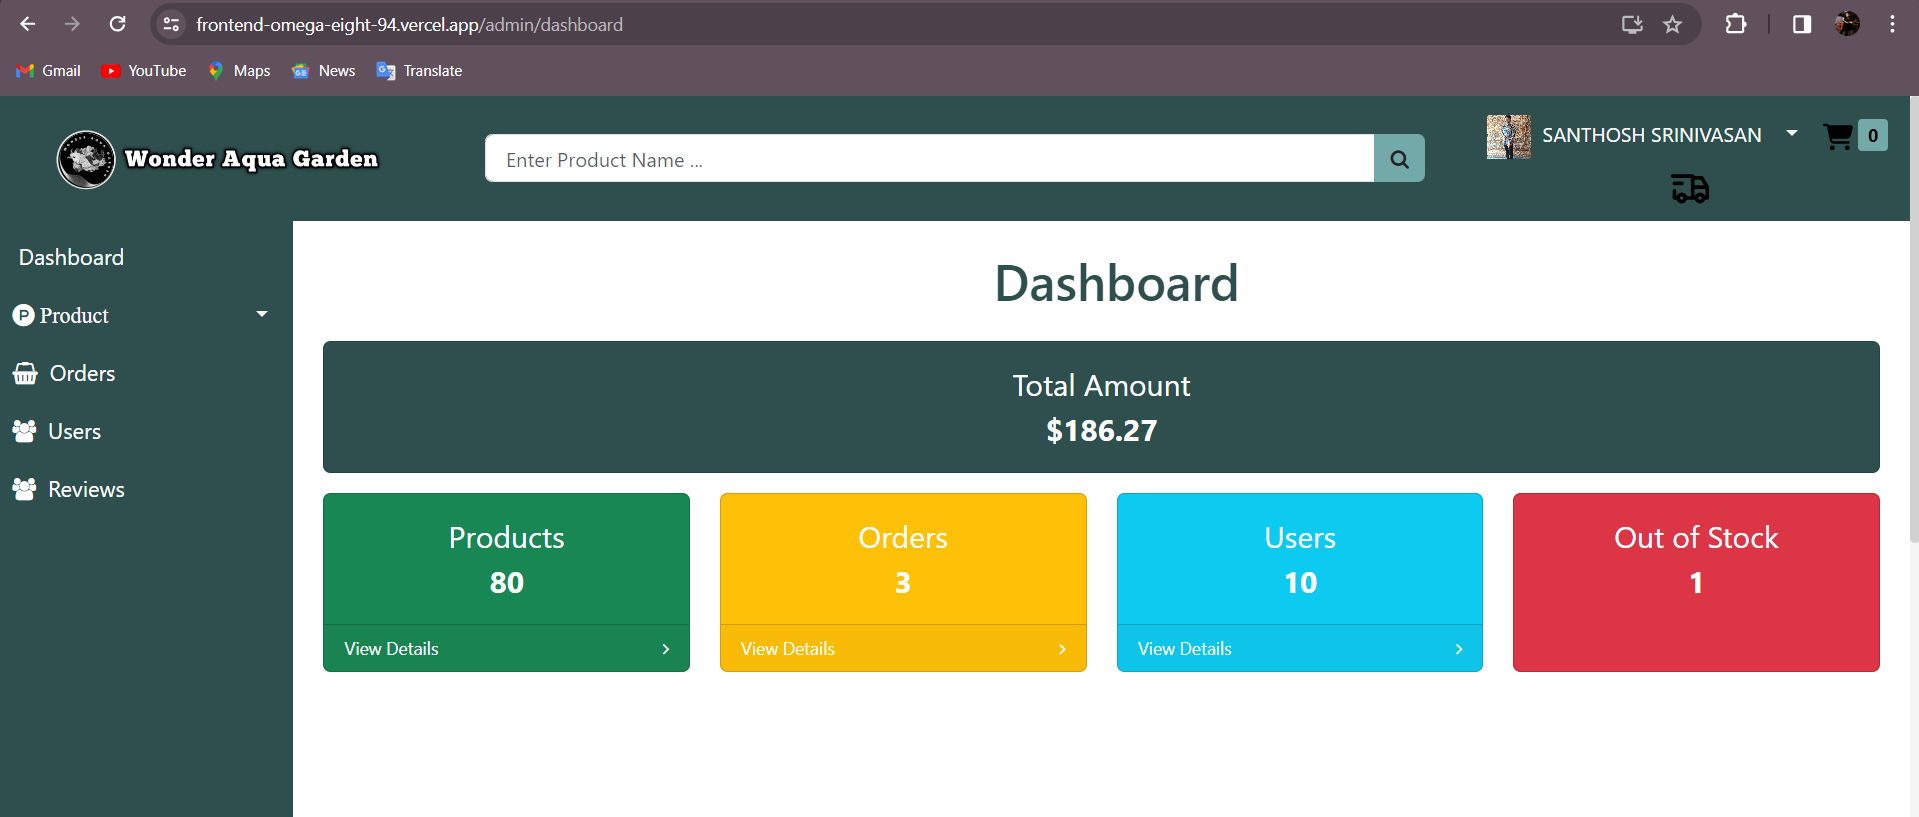 frontend-omega-eight-94.vercel.app/admin/dashboard
Gmail YouTube Maps News Translate
Wonder Aqua Garden
Enter Product Name ...
SANTHOSH SRINIVASAN
0
Dashboard
Product
Orders
Users
Reviews
Dashboard
Total Amount
$186.27
Products
80
View Details
Orders
3
View Details
Users
10
View Details
Out of Stock
1